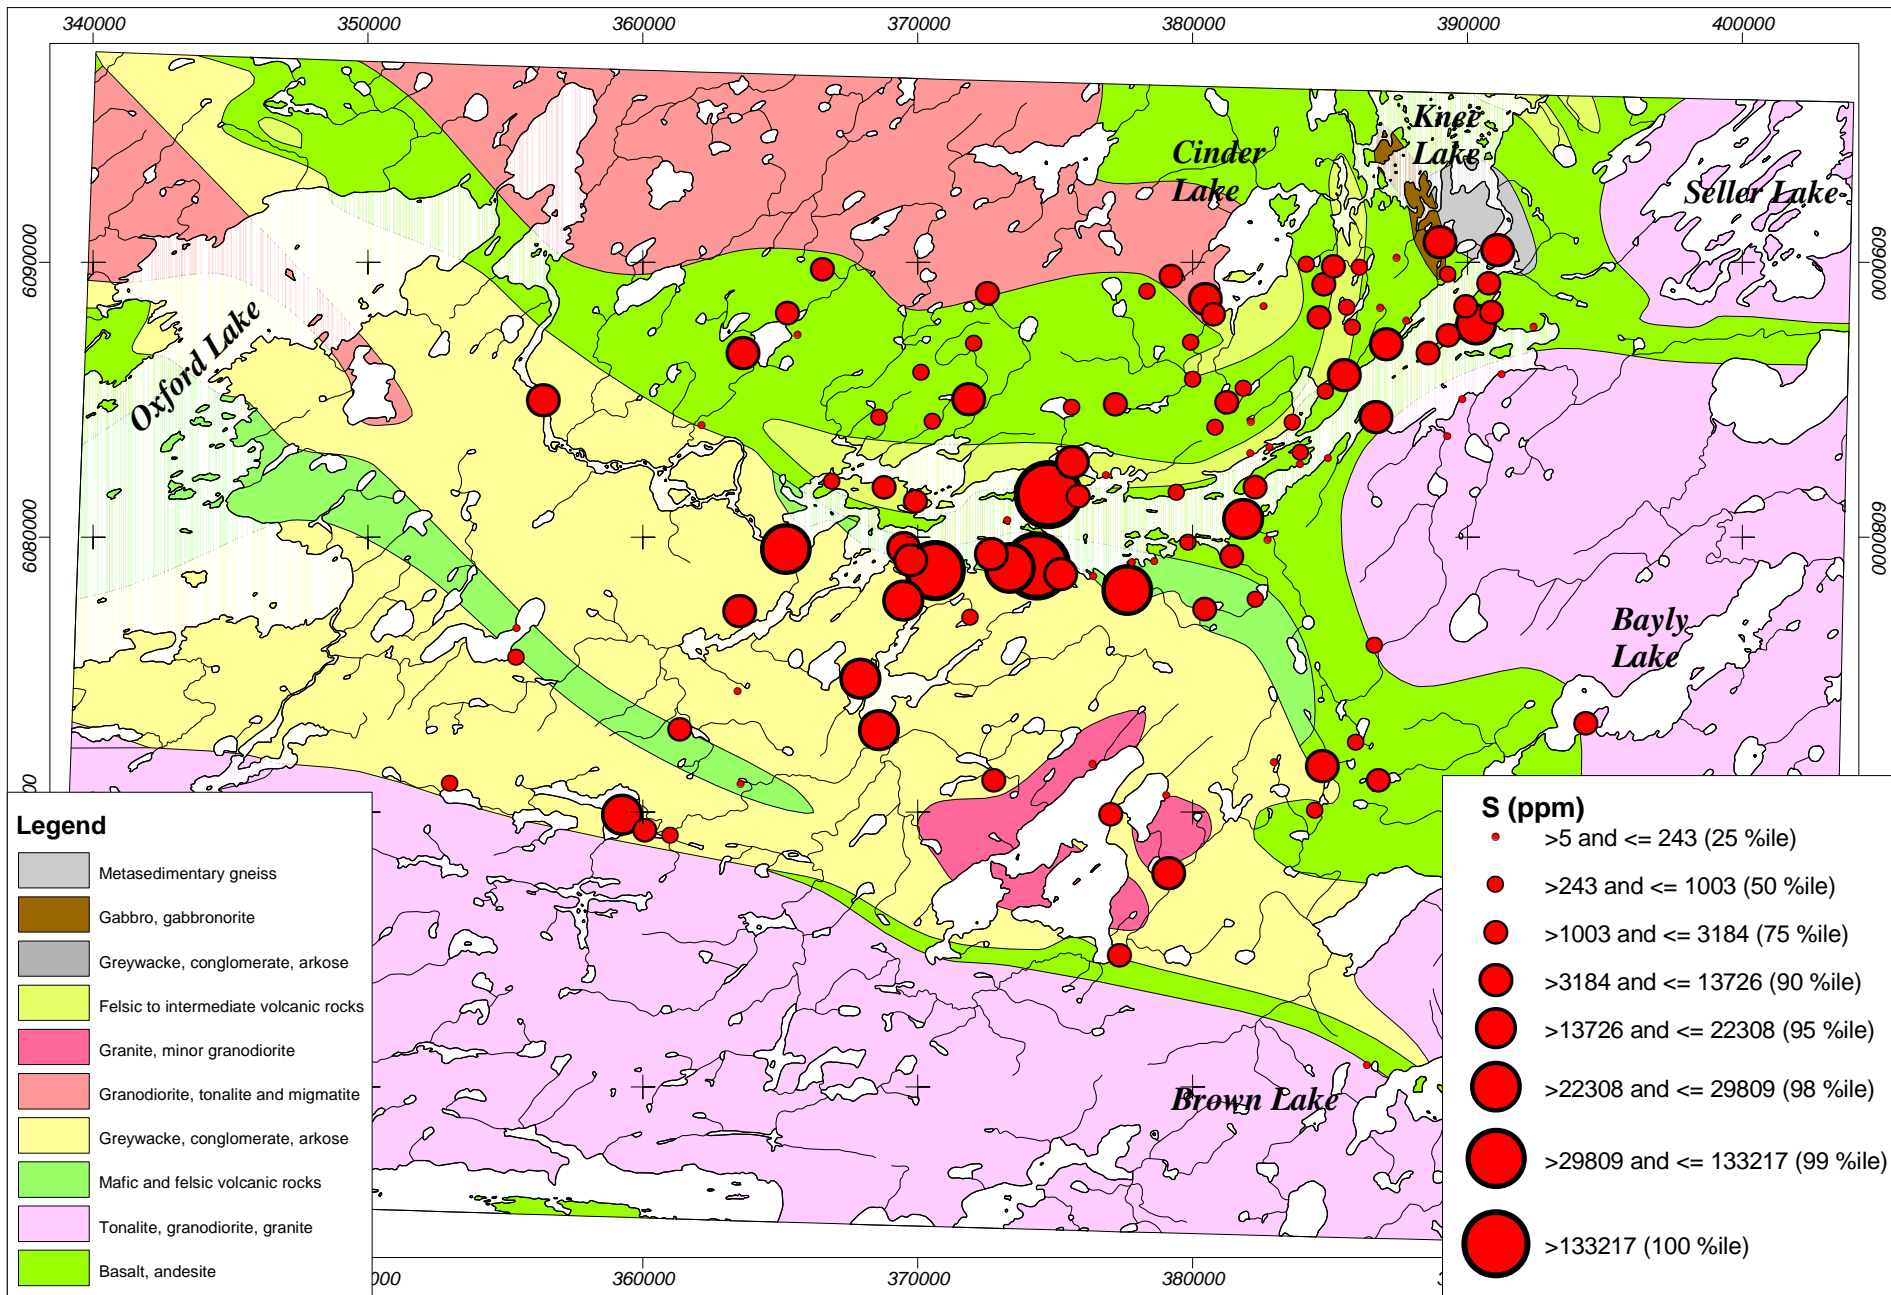 340000 350000 360000 370000 380000 390000 400000
Knee
Lake
Cinder
Lake
Seller Lake
6090000
6090000
Oxford Lake
6080000
6080000
Bayly
Lake
Brown Lake
Legend
Metasedimentary gneiss
Gabbro, gabbronorite
Greywacke, conglomerate, arkose
Felsic to intermediate volcanic rocks
Granite, minor granodiorite
Granodiorite, tonalite and migmatite
Greywacke, conglomerate, arkose
Mafic and felsic volcanic rocks
Tonalite, granodiorite, granite
Basalt, andesite
S (ppm)
>5 and <= 243 (25 %ile)
>243 and <= 1003 (50 %ile)
>1003 and <= 3184 (75 %ile)
>3184 and <= 13726 (90 %ile)
>13726 and <= 22308 (95 %ile)
>22308 and <= 29809 (98 %ile)
>29809 and <= 133217 (99 %ile)
>133217 (100 %ile)
360000 370000 380000